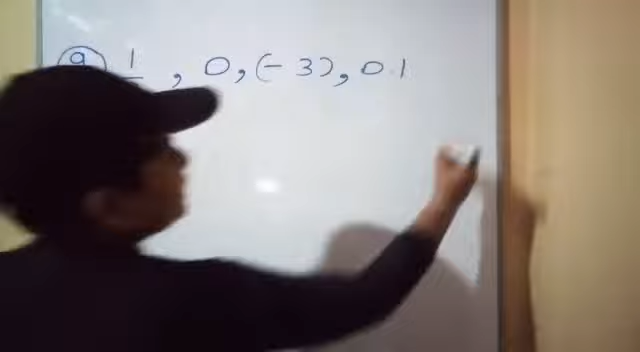 9 1/ , 0, (-3), 0.1